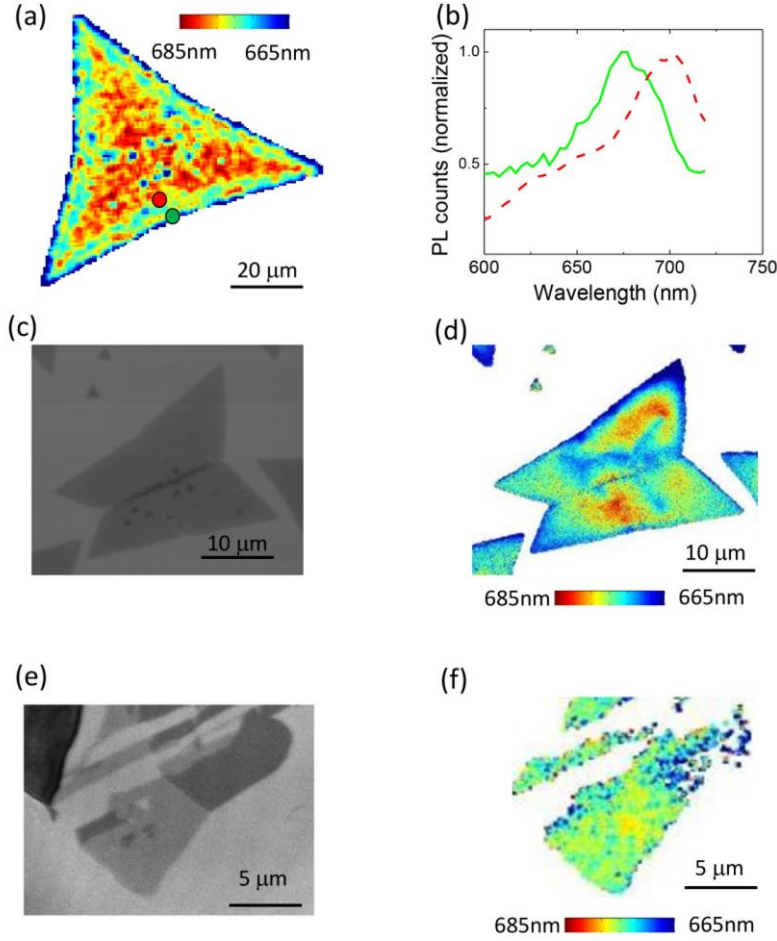 (a)
685nm 665nm
20 μm
(b)
PL counts (normalized)
1.0
0.5
600 650 700 750
Wavelength (nm)
(c)
10 μm
(d)
10 μm
685nm 665nm
(e)
5 μm
(f)
5 μm
685nm 665nm